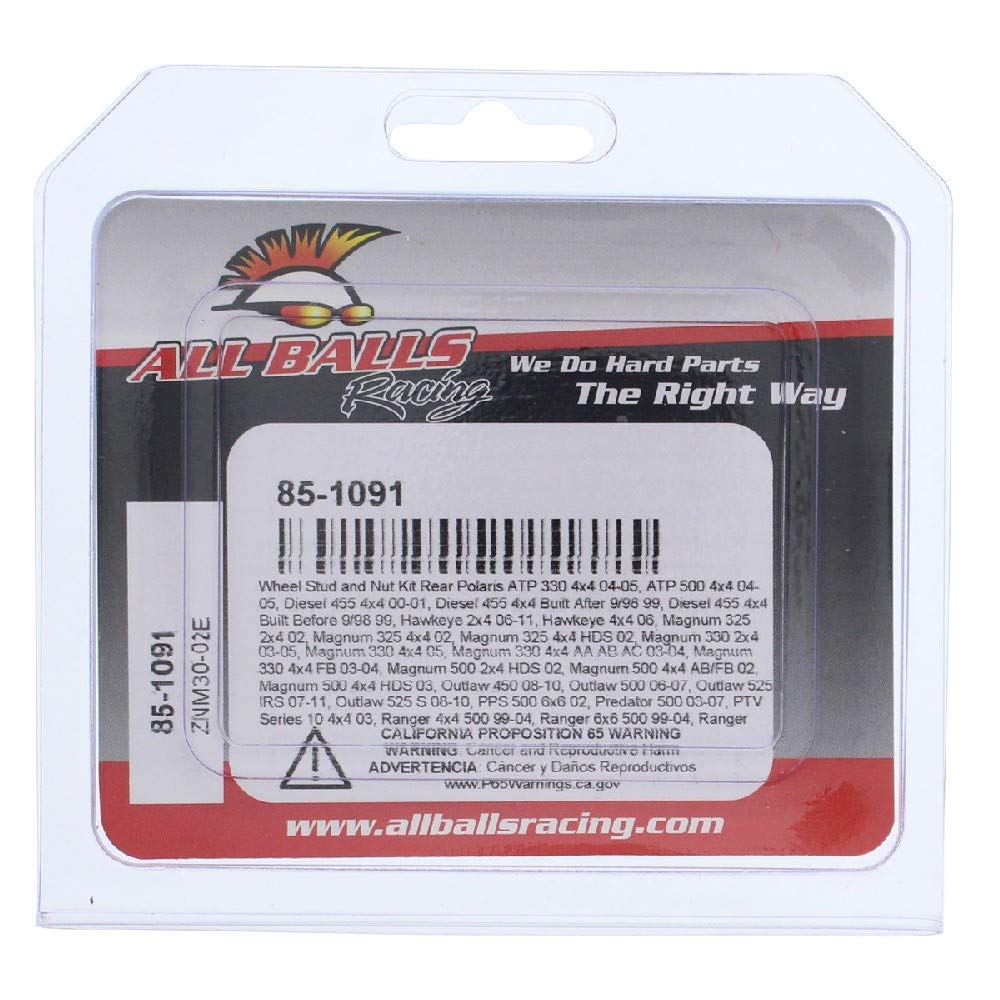 ALL BALLS
Racing
We Do Hard Parts
The Right Way
85-1091
Wheel Stud and Nut Kit Rear Polaris ATP 330 4x4 04-05, ATP 500 4x4 04-
05, Diesel 455 4x4 00-01, Diesel 455 4x4 Built After 9/98 99, Diesel 455 4x4
Built Before 9/98 99, Hawkeye 2x4 06-11, Hawkeye 4x4 06, Magnum 325
2x4 02, Magnum 325 4x4 02, Magnum 325 4x4 HDS 02, Magnum 330 2x4
03-05, Magnum 330 4x4 05, Magnum 330 4x4 AA AB AC 03-04, Magnum
330 4x4 FB 03-04, Magnum 500 2x4 HDS 02, Magnum 500 4x4 AB/FB 02,
Magnum 500 4x4 HDS 03, Outlaw 450 08-10, Outlaw 500 06-07, Outlaw 525
IRS 07-11, Outlaw 525 S 08-10, PPS 500 6x6 02, Predator 500 03-07, PTV
Series 10 4x4 03, Ranger 4x4 500 99-04, Ranger 6x6 500 99-04, Ranger
CALIFORNIA PROPOSITION 65 WARNING
WARNING: Cancer and Reproductive Harm
ADVERTENCIA: Cáncer y Daños Reproductivos
www.P65Warnings.ca.gov
85-1091
ZNM30-02E
www.allballsracing.com